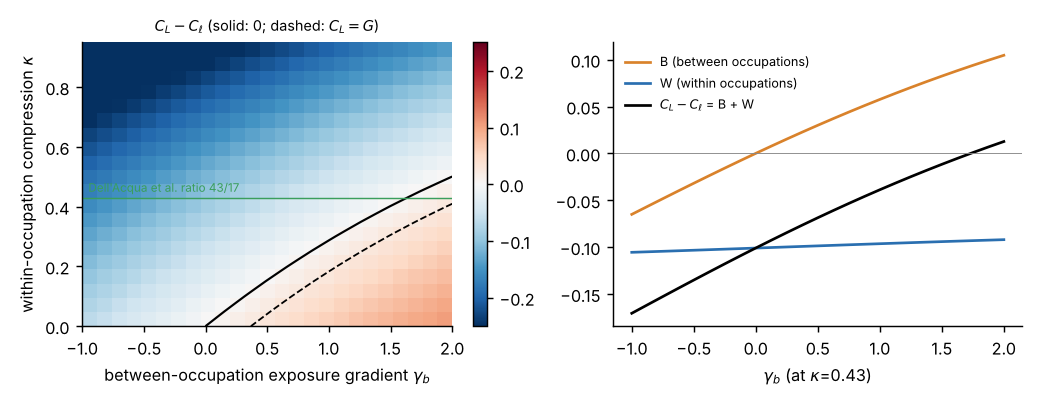 C_L − C_ℓ (solid: 0; dashed: C_L = G)
within-occupation compression κ
0.8
0.6
0.4
0.2
0.0
et al. ratio 43/17
−1.0 −0.5 0.0 0.5 1.0 1.5 2.0
between-occupation exposure gradient γ_b
0.2
0.1
0.0
−0.1
−0.2
B (between occupations)
W (within occupations)
C_L − C_ℓ = B + W
0.10
0.05
0.00
−0.05
−0.10
−0.15
−1.0 −0.5 0.0 0.5 1.0 1.5 2.0
γ_b (at κ=0.43)